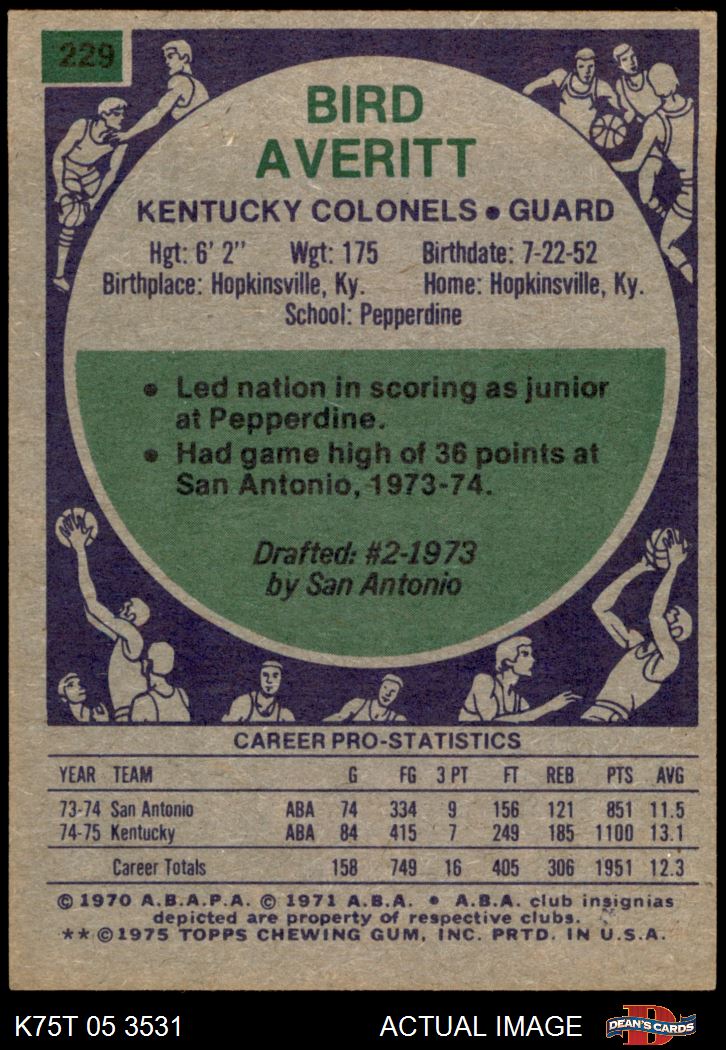 229
BIRD
AVERITT
KENTUCKY COLONELS • GUARD
Hgt: 6' 2" Wgt: 175 Birthdate: 7-22-52
Birthplace: Hopkinsville, Ky. Home: Hopkinsville, Ky.
School: Pepperdine
• Led nation in scoring as junior
at Pepperdine.
• Had game high of 36 points at
San Antonio, 1973-74.
Drafted: #2-1973
by San Antonio
CAREER PRO-STATISTICS
YEAR TEAM G FG 3 PT FT REB PTS AVG
73-74 San Antonio ABA 74 334 9 156 121 851 11.5
74-75 Kentucky ABA 84 415 7 249 185 1100 13.1
Career Totals 158 749 16 405 306 1951 12.3
© 1970 A.B.A.P.A. © 1971 A.B.A. • A.B.A. club insignias
depicted are property of respective clubs.
** © 1975 TOPPS CHEWING GUM, INC. PRTD. IN U.S.A.
K75T 05 3531 ACTUAL IMAGE D DEAN'S CARDS